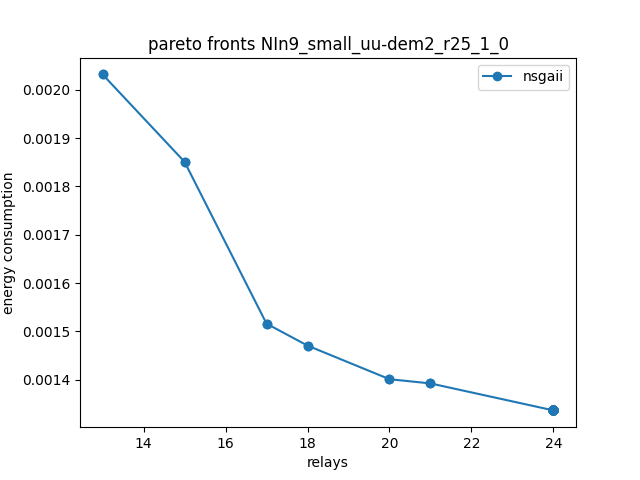 pareto fronts NIn9_small_uu-dem2_r25_1_0
nsgaii
energy consumption
0.0020
0.0019
0.0018
0.0017
0.0016
0.0015
0.0014
14 16 18 20 22 24
relays